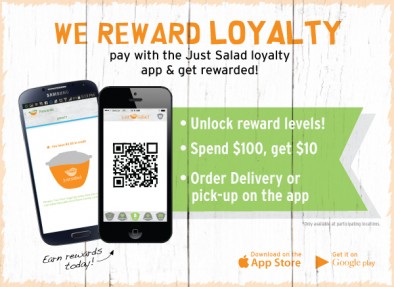 WE REWARD LOYALTY
pay with the Just Salad loyalty
app & get rewarded!
SAMSUNG
• Unlock reward levels!
• Spend $100, get $10
• Order Delivery or
pick-up on the app
*Only available at participating locations.
Earn rewards
today!
Download on the
App Store
Get it on
Google play